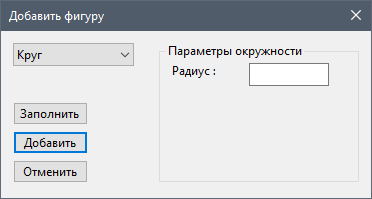 Добавить фигуру
Круг
Параметры окружности
Радиус :
Заполнить
Добавить
Отменить